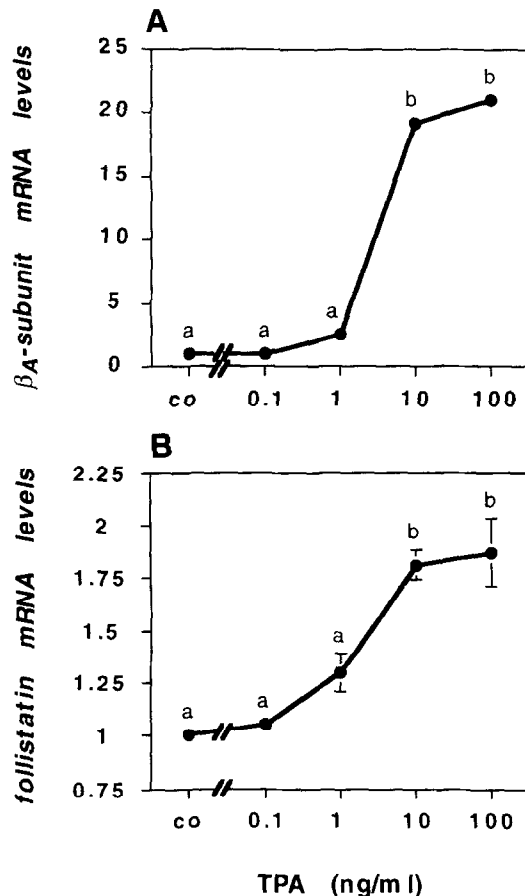 A
βA-subunit mRNA levels
25
20
15
10
5
0
a
a
a
b
b
co
0.1
1
10
100
B
follistatin mRNA levels
2.25
2
1.75
1.5
1.25
1
0.75
a
a
a
b
b
co
0.1
1
10
100
TPA (ng/ml)